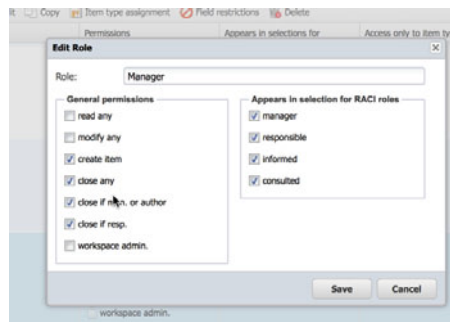 it Copy Item type assignment Field restrictions Delete
Permissions Appears in selections for Access only to item ty
Edit Role
Role: Manager
General permissions
read any
modify any
create item
close any
close if man. or author
close if resp.
workspace admin.
Appears in selection for RACI roles
manager
responsible
informed
consulted
Save Cancel
workspace admin.